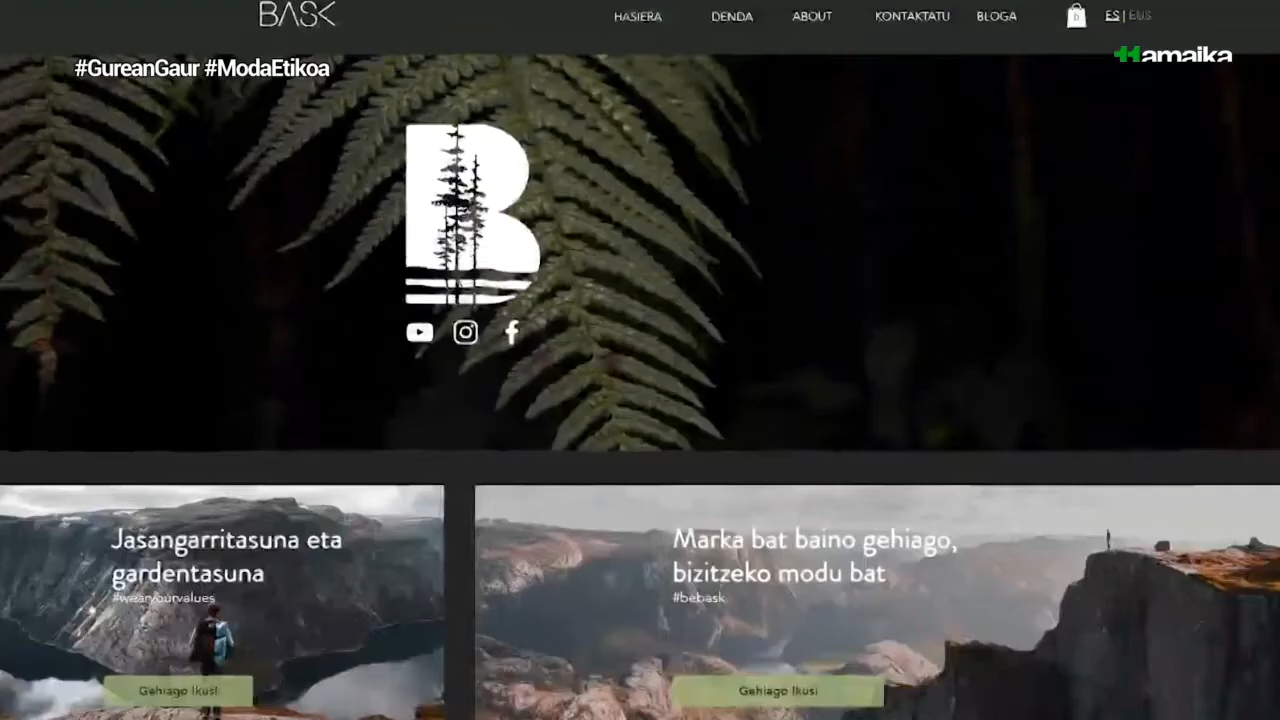 BASK
HASIERA DENDA ABOUT KONTAKTATU BLOGA 0 ES | EUS
#GureanGaur #ModaEtikoa
Hamaika
B
Jasangarritasuna eta
gardentasuna
#wearyourvalues
Gehiago Ikusi
Marka bat baino gehiago,
bizitzeko modu bat
#bebask
Gehiago Ikusi